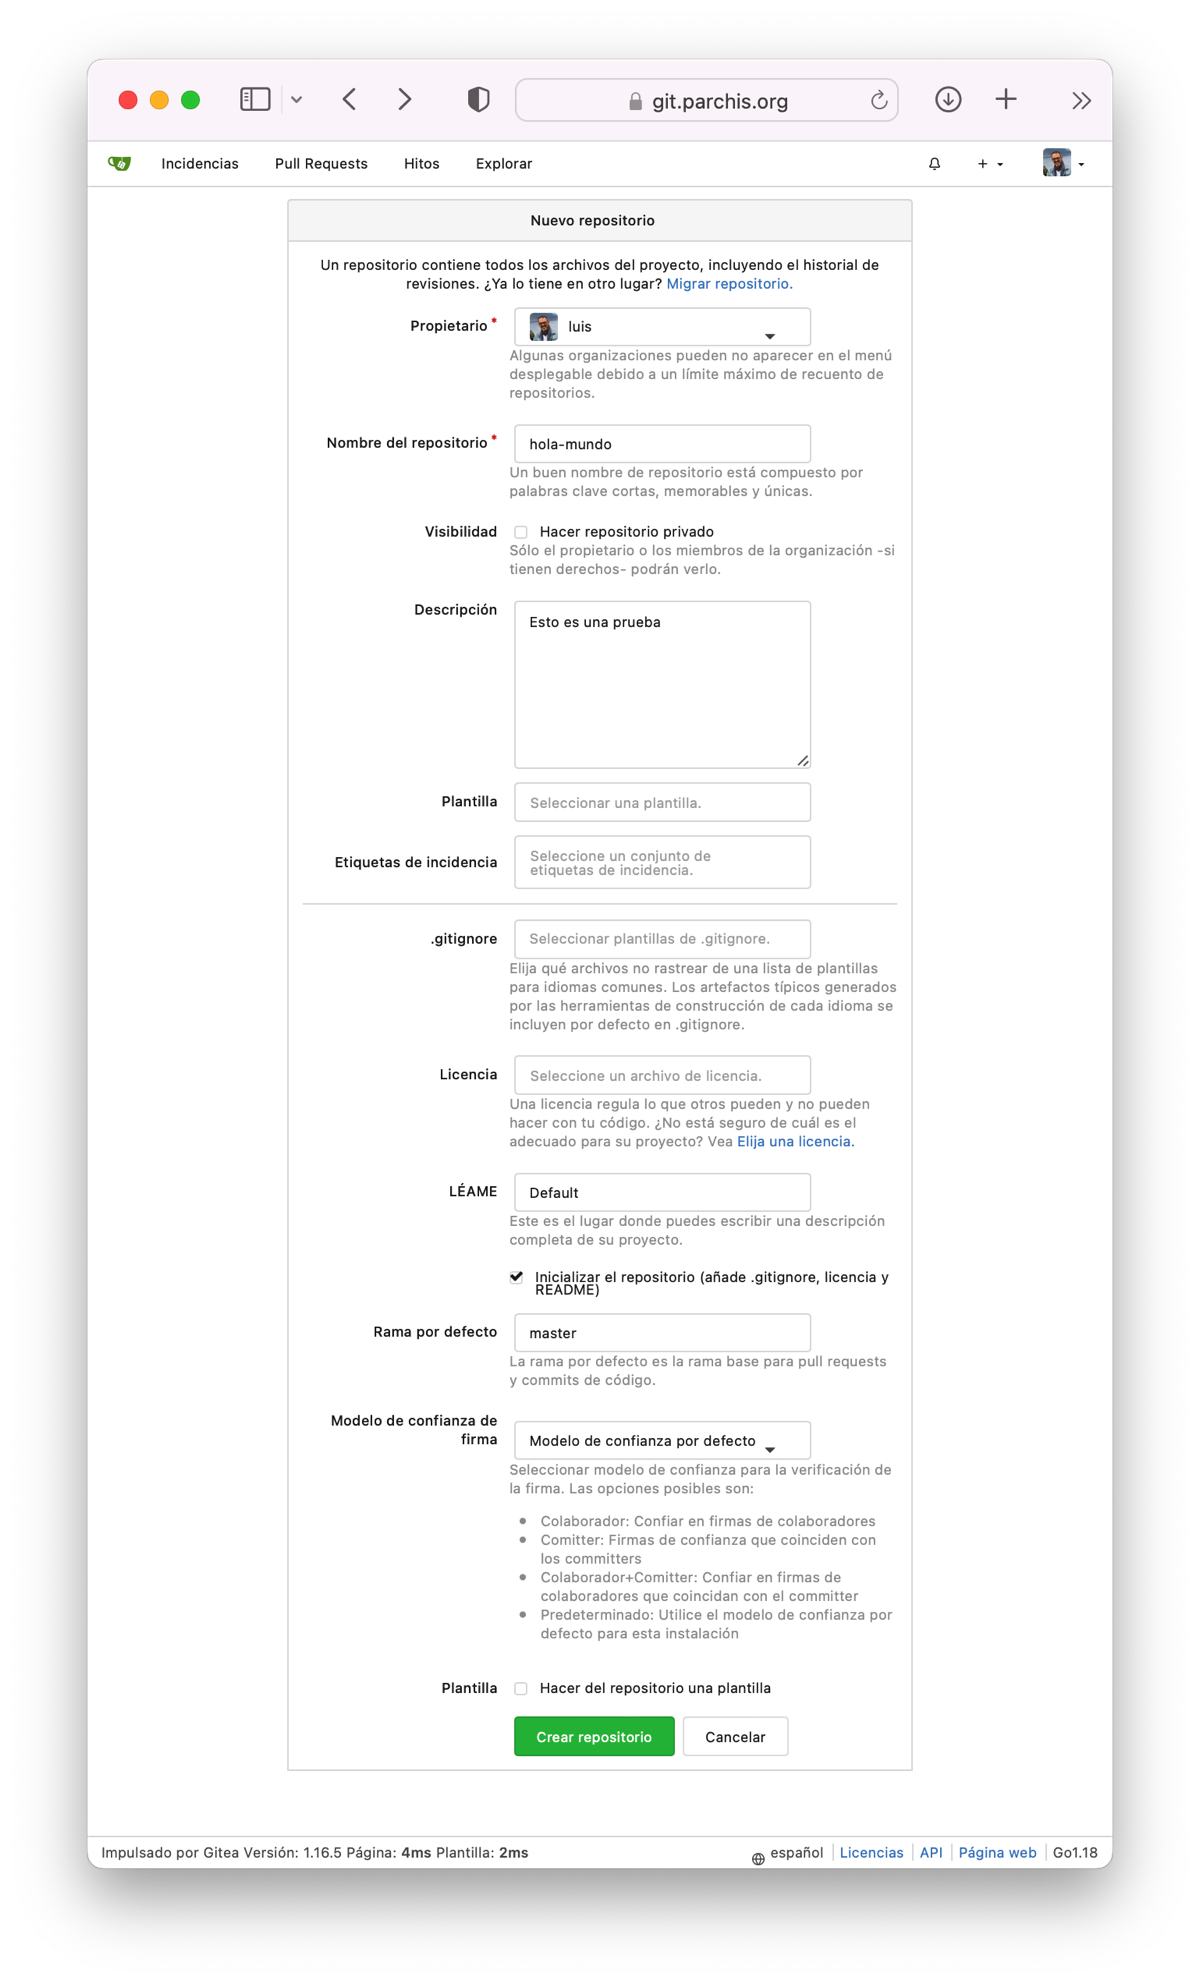 git.parchis.org
Incidencias Pull Requests Hitos Explorar
Nuevo repositorio
Un repositorio contiene todos los archivos del proyecto, incluyendo el historial de
revisiones. ¿Ya lo tiene en otro lugar? Migrar repositorio.
Propietario * luis
Algunas organizaciones pueden no aparecer en el menú
desplegable debido a un límite máximo de recuento de
repositorios.
Nombre del repositorio * hola-mundo
Un buen nombre de repositorio está compuesto por
palabras clave cortas, memorables y únicas.
Visibilidad Hacer repositorio privado
Sólo el propietario o los miembros de la organización -si
tienen derechos- podrán verlo.
Descripción Esto es una prueba
Plantilla Seleccionar una plantilla.
Etiquetas de incidencia Seleccione un conjunto de
etiquetas de incidencia.
.gitignore Seleccionar plantillas de .gitignore.
Elija qué archivos no rastrear de una lista de plantillas
para idiomas comunes. Los artefactos típicos generados
por las herramientas de construcción de cada idioma se
incluyen por defecto en .gitignore.
Licencia Seleccione un archivo de licencia.
Una licencia regula lo que otros pueden y no pueden
hacer con tu código. ¿No está seguro de cuál es el
adecuado para su proyecto? Vea Elija una licencia.
LÉAME Default
Este es el lugar donde puedes escribir una descripción
completa de su proyecto.
Inicializar el repositorio (añade .gitignore, licencia y
README)
Rama por defecto master
La rama por defecto es la rama base para pull requests
y commits de código.
Modelo de confianza de
firma Modelo de confianza por defecto
Seleccionar modelo de confianza para la verificación de
la firma. Las opciones posibles son:
• Colaborador: Confiar en firmas de colaboradores
• Comitter: Firmas de confianza que coinciden con
los committers
• Colaborador+Comitter: Confiar en firmas de
colaboradores que coincidan con el committer
• Predeterminado: Utilice el modelo de confianza por
defecto para esta instalación
Plantilla Hacer del repositorio una plantilla
Crear repositorio Cancelar
Impulsado por Gitea Versión: 1.16.5 Página: 4ms Plantilla: 2ms español Licencias API Página web Go1.18